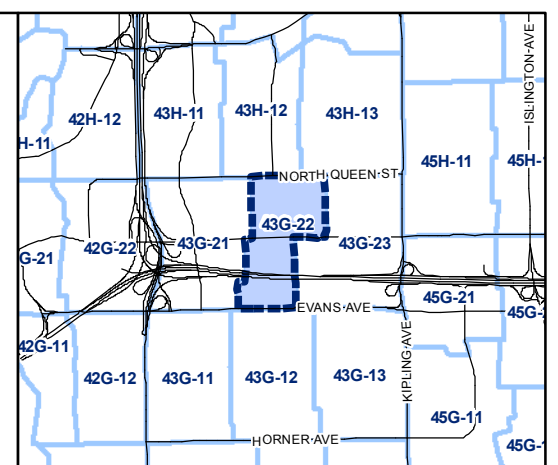 ISLINGTON AVE
42H-12
43H-11
43H-12
43H-13
H-11
45H-11
45H-
NORTH QUEEN ST
43G-22
42G-22
43G-21
43G-23
G-21
45G-21
45G-
EVANS AVE
42G-11
KIPLING AVE
42G-12
43G-11
43G-12
43G-13
45G-11
HORNER AVE
45G-1